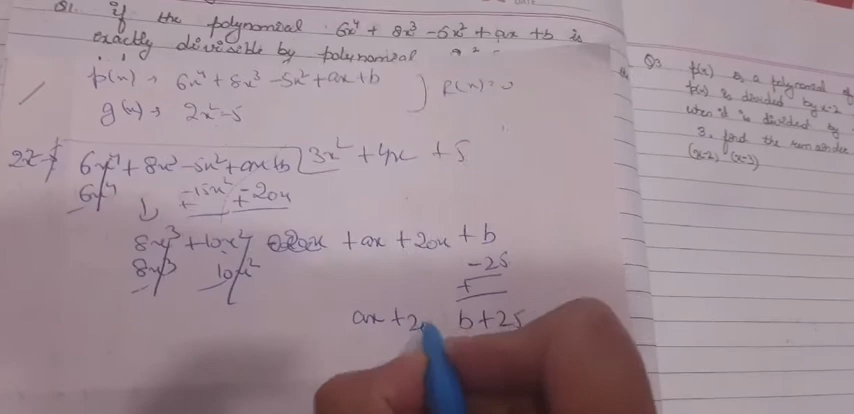 Q1. if the polynomial 6x⁴ + 8x³ - 5x² + ax + b is
exactly divisible by polynomial
p(x) → 6x⁴ + 8x³ - 5x² + ax + b
g(x) → 2x² - 5
R(x) = 0
6x⁴ + 8x³ - 5x² + ax + b
3x² + 4x + 5
6x⁴ -15x² -20x
+ +
8x³ + 10x² + ax + 20x + b
8x³ 10x² -25
+
ax + 2 b + 25
Q3 p(x) is a polynomial of
p(x) is divided by x-2
when it is divided by
3, find the remainder
(x-2) (x-3)